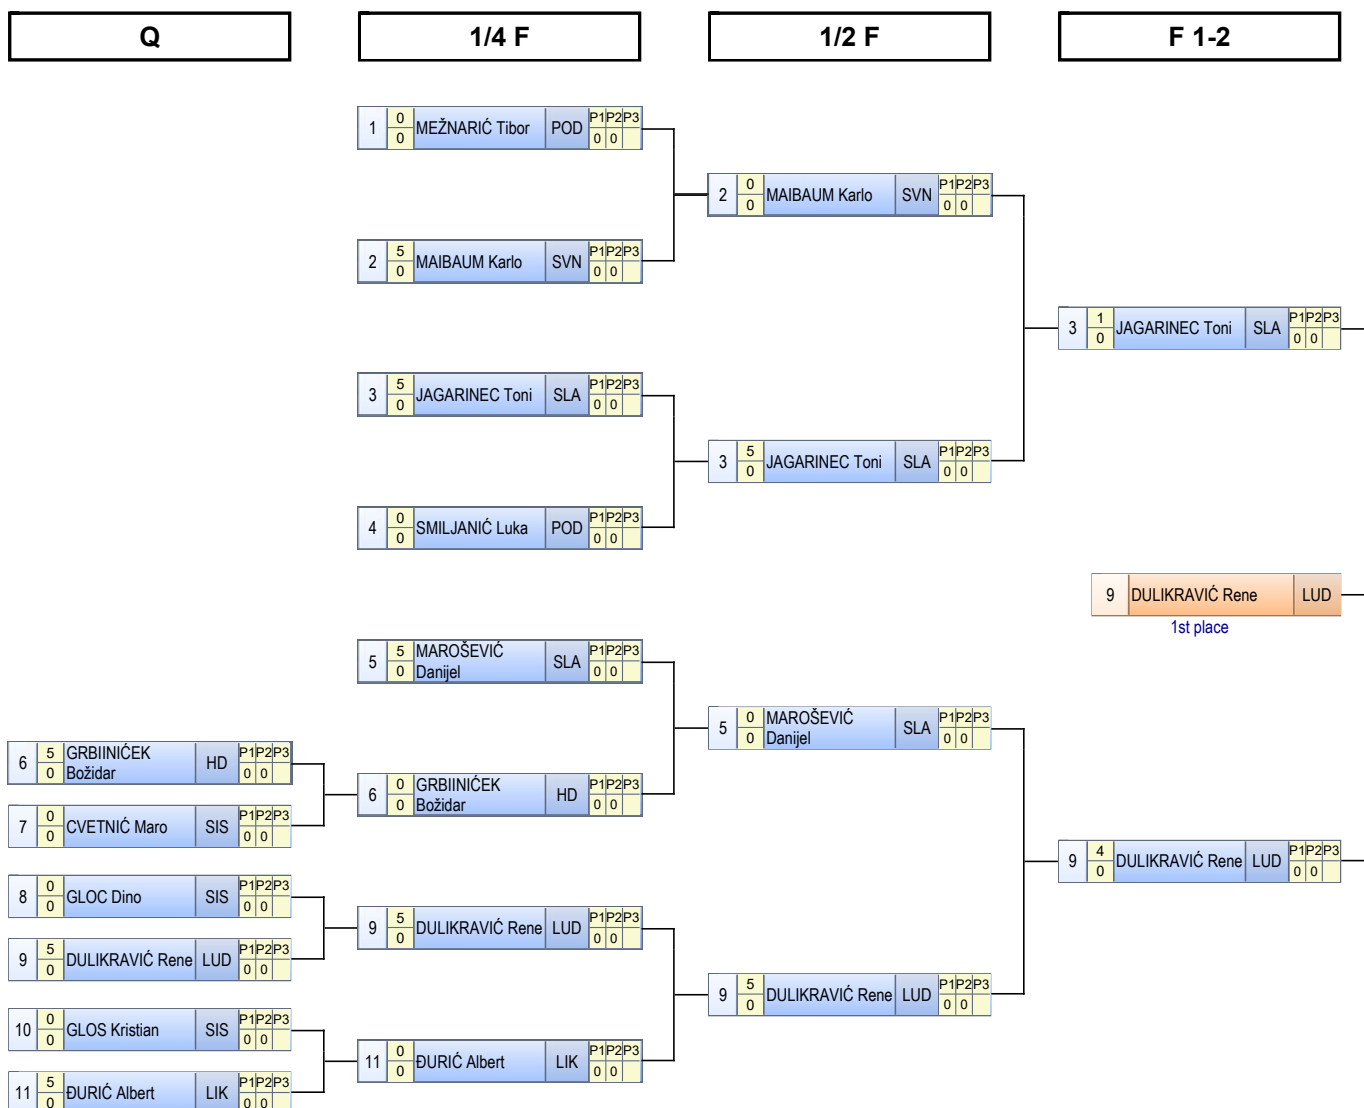 Q 1/4 F 1/2 F F 1-2
1 0 0 MEŽNARIĆ Tibor POD P1 P2 P3 0 0
2 0 0 MAIBAUM Karlo SVN P1 P2 P3 0 0
2 5 0 MAIBAUM Karlo SVN P1 P2 P3 0 0
3 1 0 JAGARINEC Toni SLA P1 P2 P3 0 0
3 5 0 JAGARINEC Toni SLA P1 P2 P3 0 0
3 5 0 JAGARINEC Toni SLA P1 P2 P3 0 0
4 0 0 SMILJANIĆ Luka POD P1 P2 P3 0 0
9 DULIKRAVIĆ Rene LUD
1st place
5 5 0 MAROŠEVIĆ Danijel SLA P1 P2 P3 0 0
5 0 0 MAROŠEVIĆ Danijel SLA P1 P2 P3 0 0
6 5 0 GRBIINIĆEK Božidar HD P1 P2 P3 0 0
6 0 0 GRBIINIĆEK Božidar HD P1 P2 P3 0 0
7 0 0 CVETNIĆ Maro SIS P1 P2 P3 0 0
9 4 0 DULIKRAVIĆ Rene LUD P1 P2 P3 0 0
8 0 0 GLOC Dino SIS P1 P2 P3 0 0
9 5 0 DULIKRAVIĆ Rene LUD P1 P2 P3 0 0
9 5 0 DULIKRAVIĆ Rene LUD P1 P2 P3 0 0
9 5 0 DULIKRAVIĆ Rene LUD P1 P2 P3 0 0
10 0 0 GLOS Kristian SIS P1 P2 P3 0 0
11 0 0 ĐURIĆ Albert LIK P1 P2 P3 0 0
11 5 0 ĐURIĆ Albert LIK P1 P2 P3 0 0